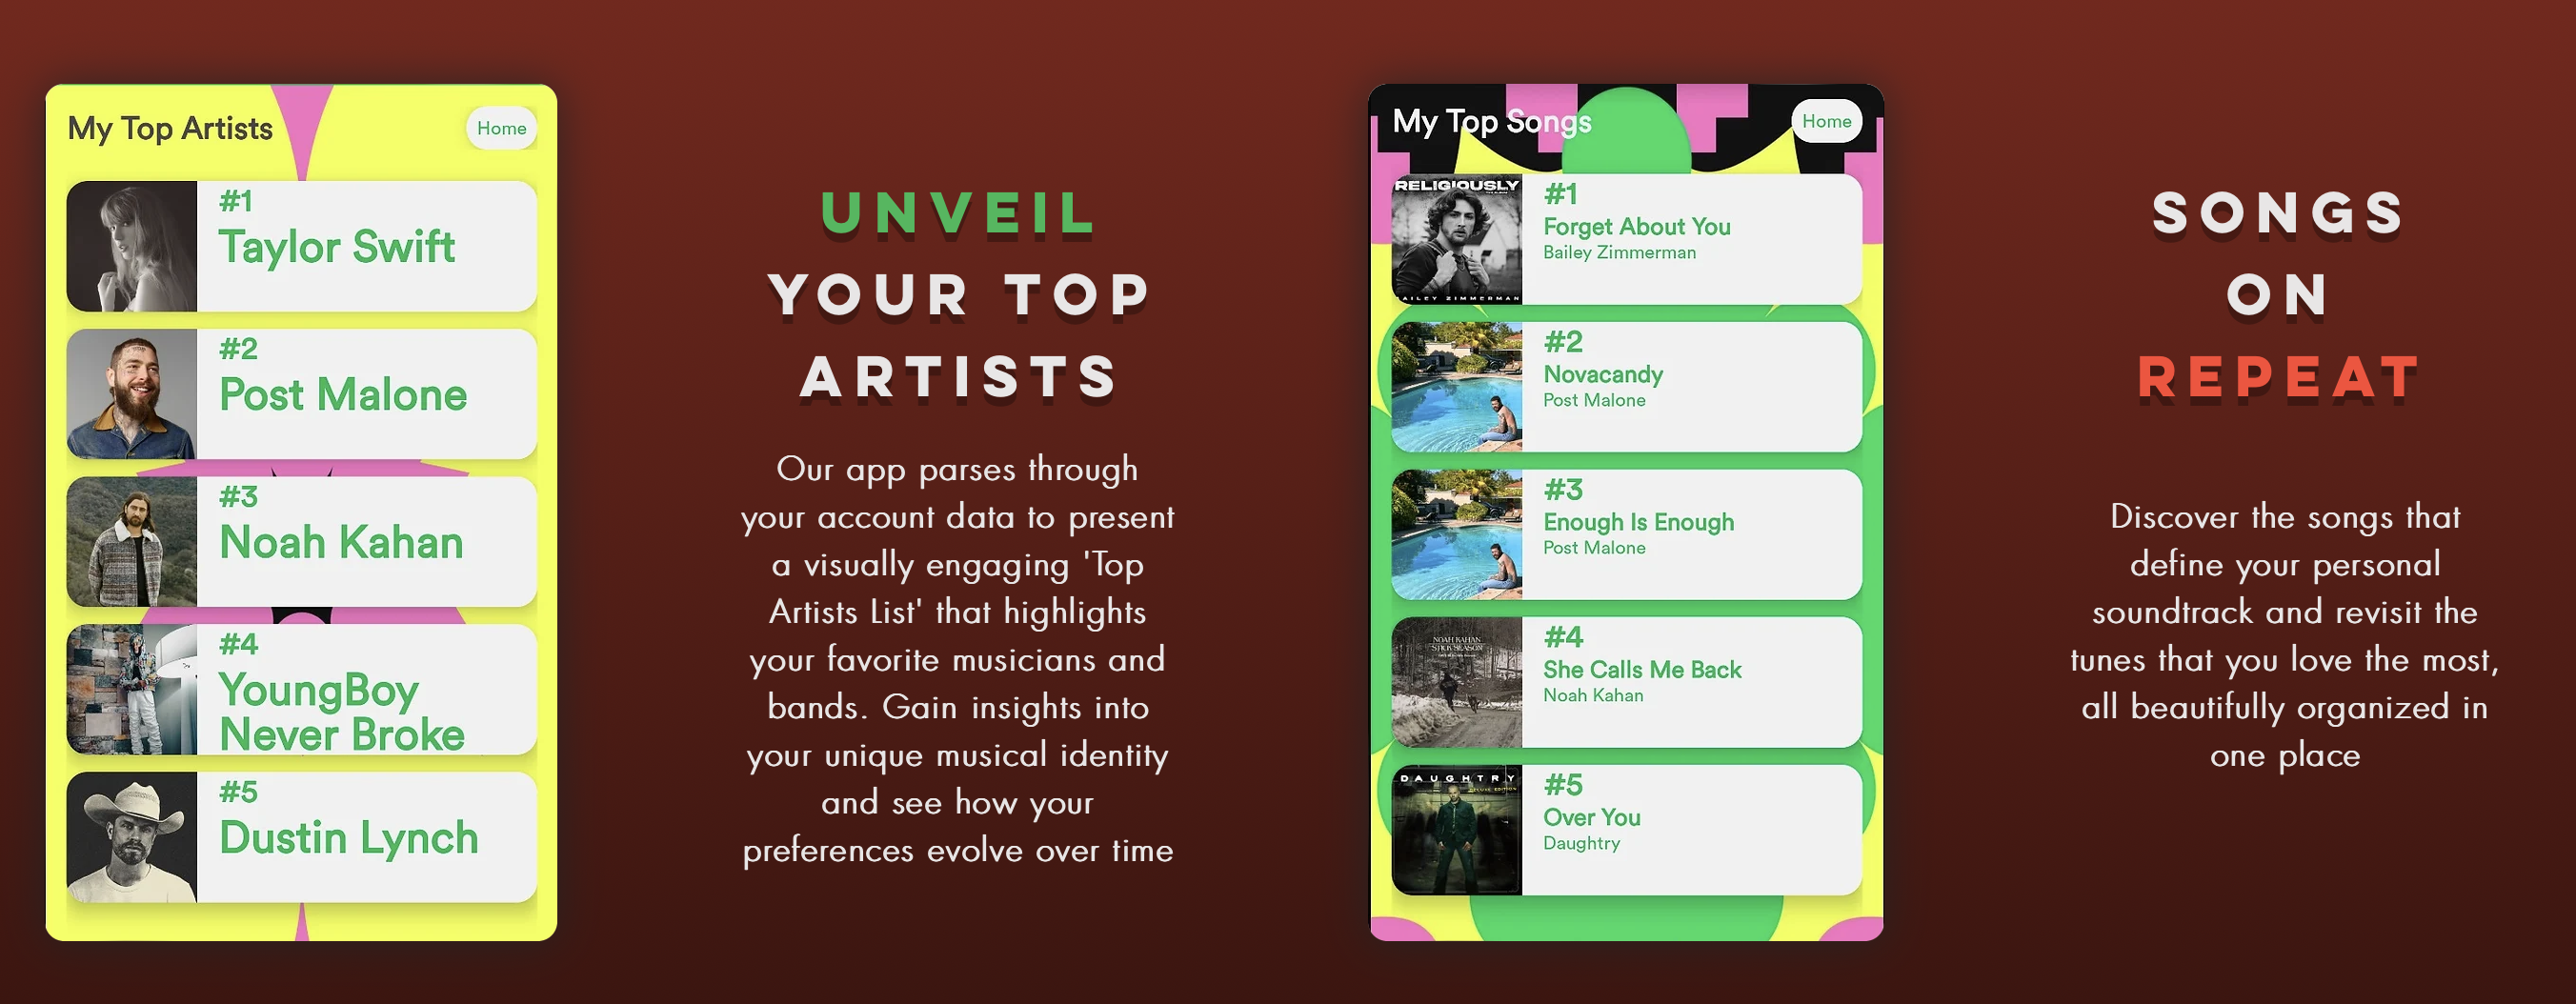 My Top Artists
Home
#1
Taylor Swift
#2
Post Malone
#3
Noah Kahan
#4
YoungBoy
Never Broke
#5
Dustin Lynch
UNVEIL
YOUR TOP
ARTISTS
Our app parses through
your account data to present
a visually engaging 'Top
Artists List' that highlights
your favorite musicians and
bands. Gain insights into
your unique musical identity
and see how your
preferences evolve over time
My Top Songs
Home
RELIGIOUSLY
AILEY ZIMMERMAN
#1
Forget About You
Bailey Zimmerman
#2
Novacandy
Post Malone
#3
Enough Is Enough
Post Malone
NOAH KAHAN
STICK SEASON
#4
She Calls Me Back
Noah Kahan
DAUGHTRY
DELUXE EDITION
#5
Over You
Daughtry
SONGS
ON
REPEAT
Discover the songs that
define your personal
soundtrack and revisit the
tunes that you love the most,
all beautifully organized in
one place